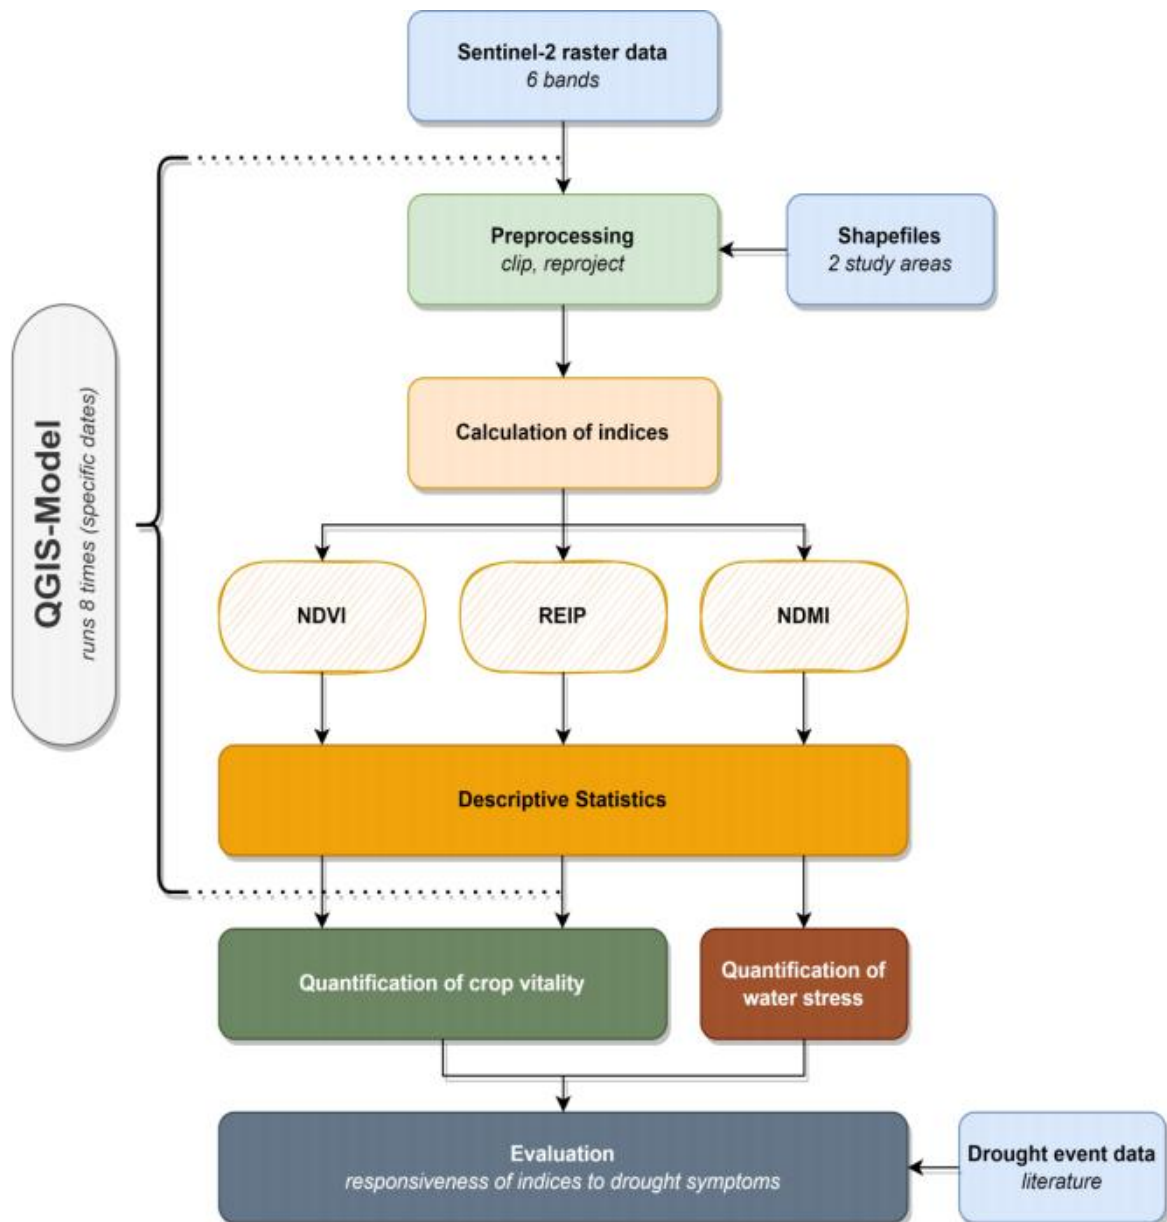 Sentinel-2 raster data
6 bands
Preprocessing
clip, reproject
Shapefiles
2 study areas
QGIS-Model
runs 8 times (specific dates)
Calculation of indices
NDVI
REIP
NDMI
Descriptive Statistics
Quantification of crop vitality
Quantification of
water stress
Evaluation
responsiveness of indices to drought symptoms
Drought event data
literature